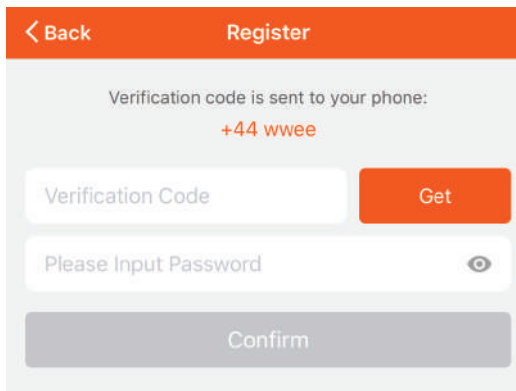 Back
Register
Verification code is sent to your phone:
+44 wwee
Verification Code
Get
Please Input Password
Confirm